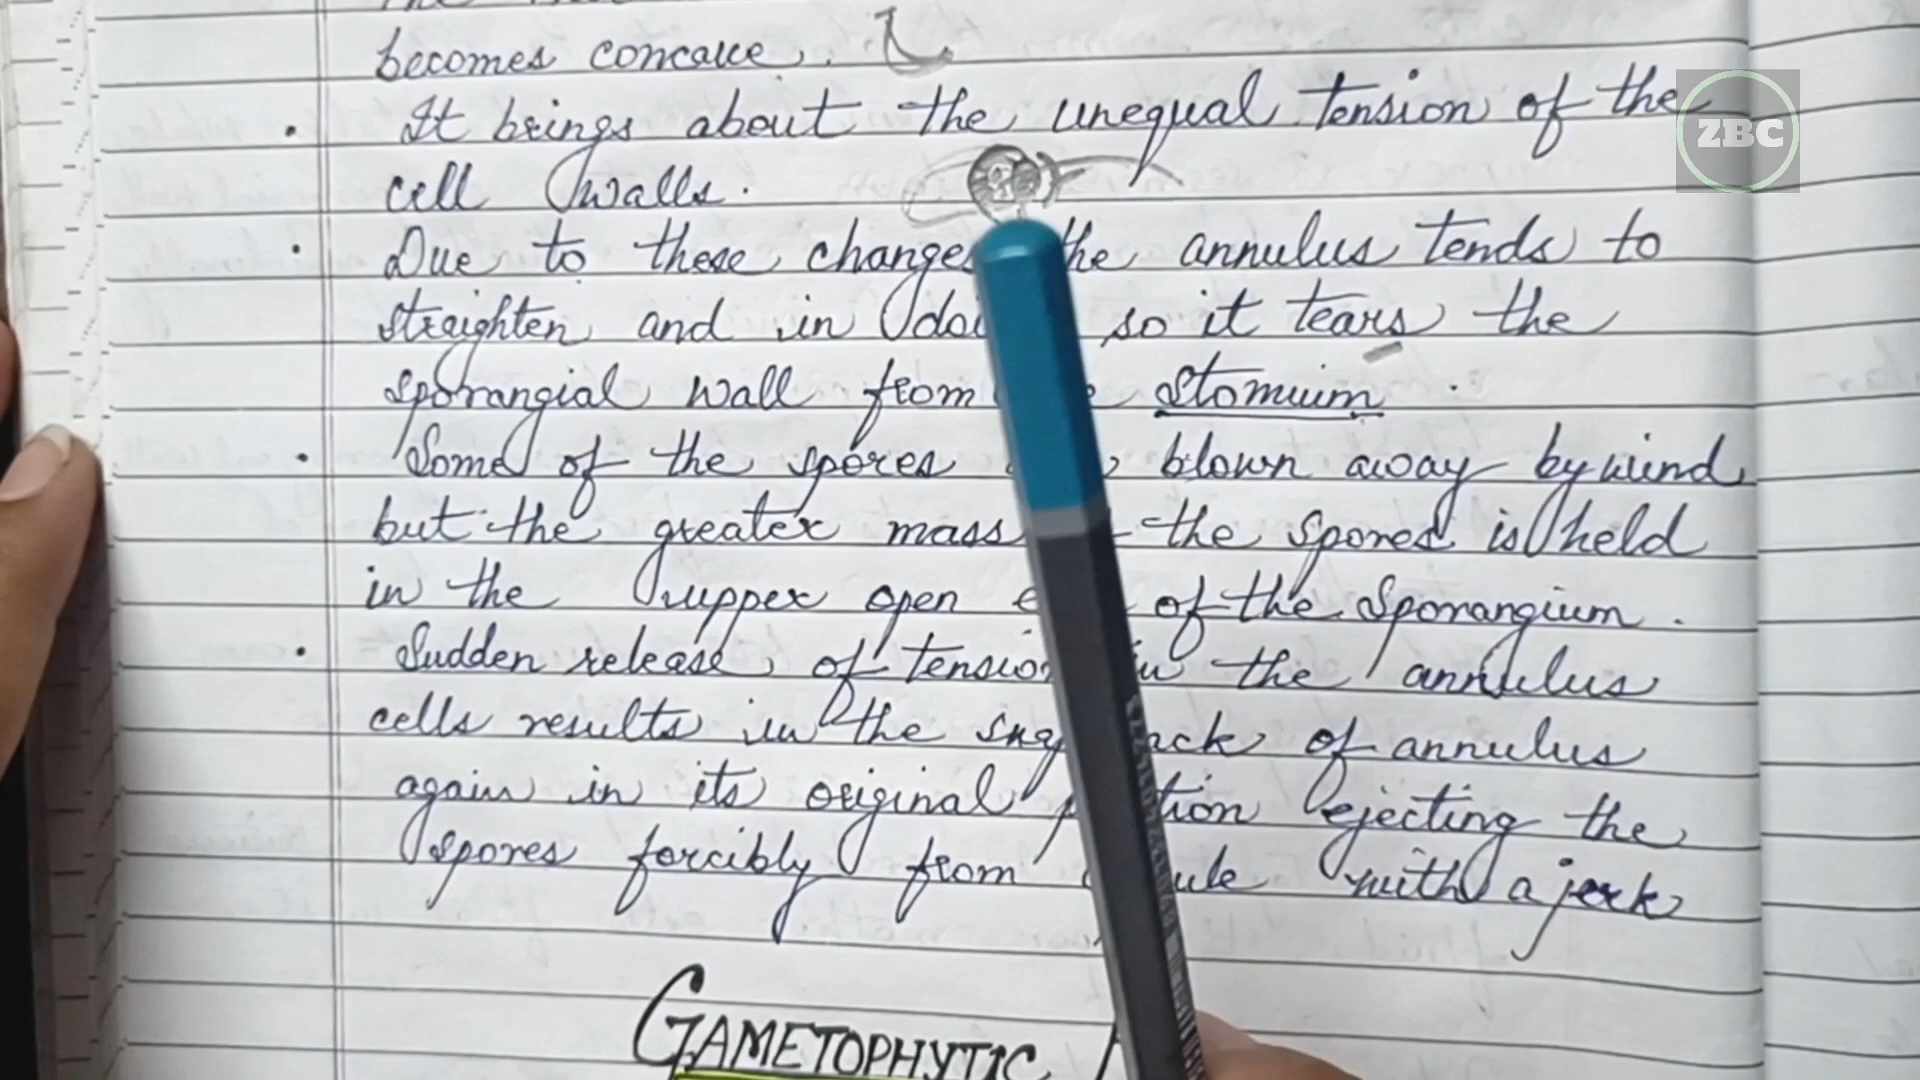 becomes concave.
• It brings about the unequal tension of the
ZBC
cell walls.
• Due to these changes the annulus tends to
straighten and in so it tears the
sporangial wall from Stomium.
• Some of the spores blown away by wind
but the greater mass the spores is held
in the upper open of the Sporangium.
• Sudden release of tension in the annulus
cells results in the back of annulus
again in its original ejecting the
spores forcibly from with a jerk
GAMETOPHYTIC